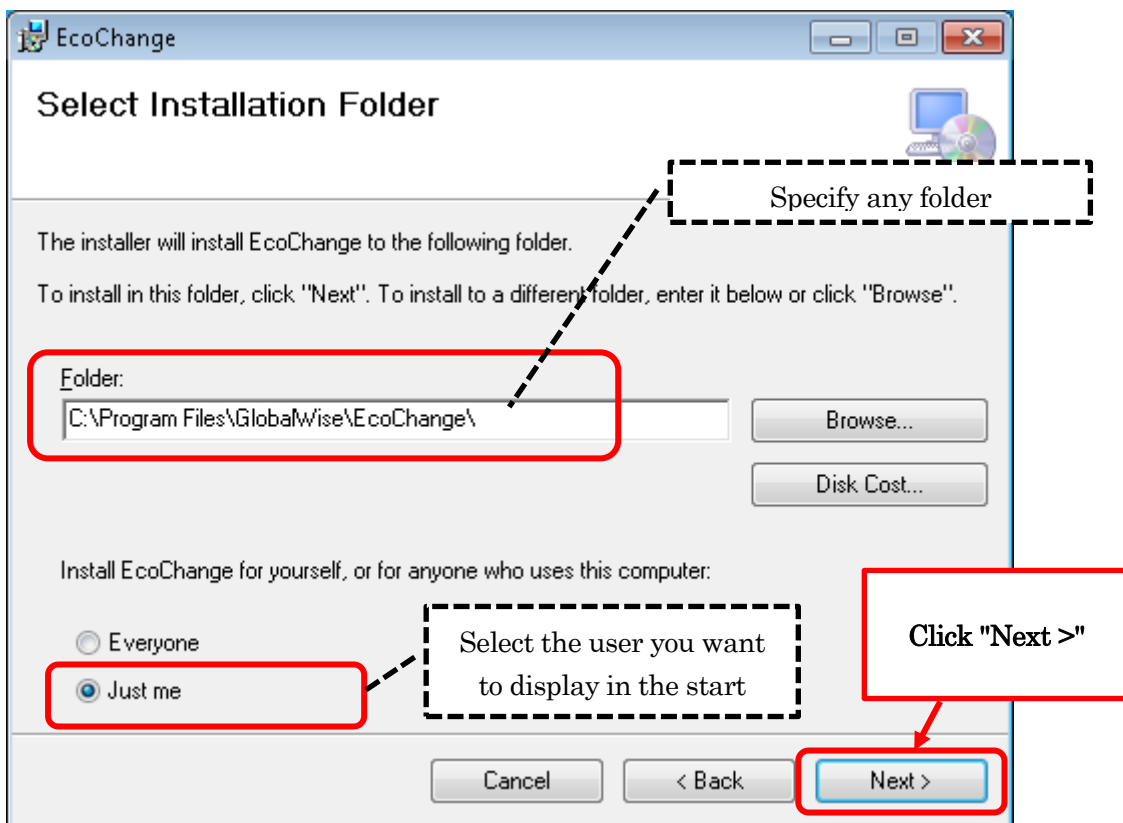 EcoChange
Select Installation Folder
Specify any folder
The installer will install EcoChange to the following folder.
To install in this folder, click "Next". To install to a different folder, enter it below or click "Browse".
Folder:
C:\Program Files\GlobalWise\EcoChange\
Browse...
Disk Cost...
Install EcoChange for yourself, or for anyone who uses this computer:
Everyone
Just me
Select the user you want
to display in the start
Click "Next >"
Cancel
< Back
Next >